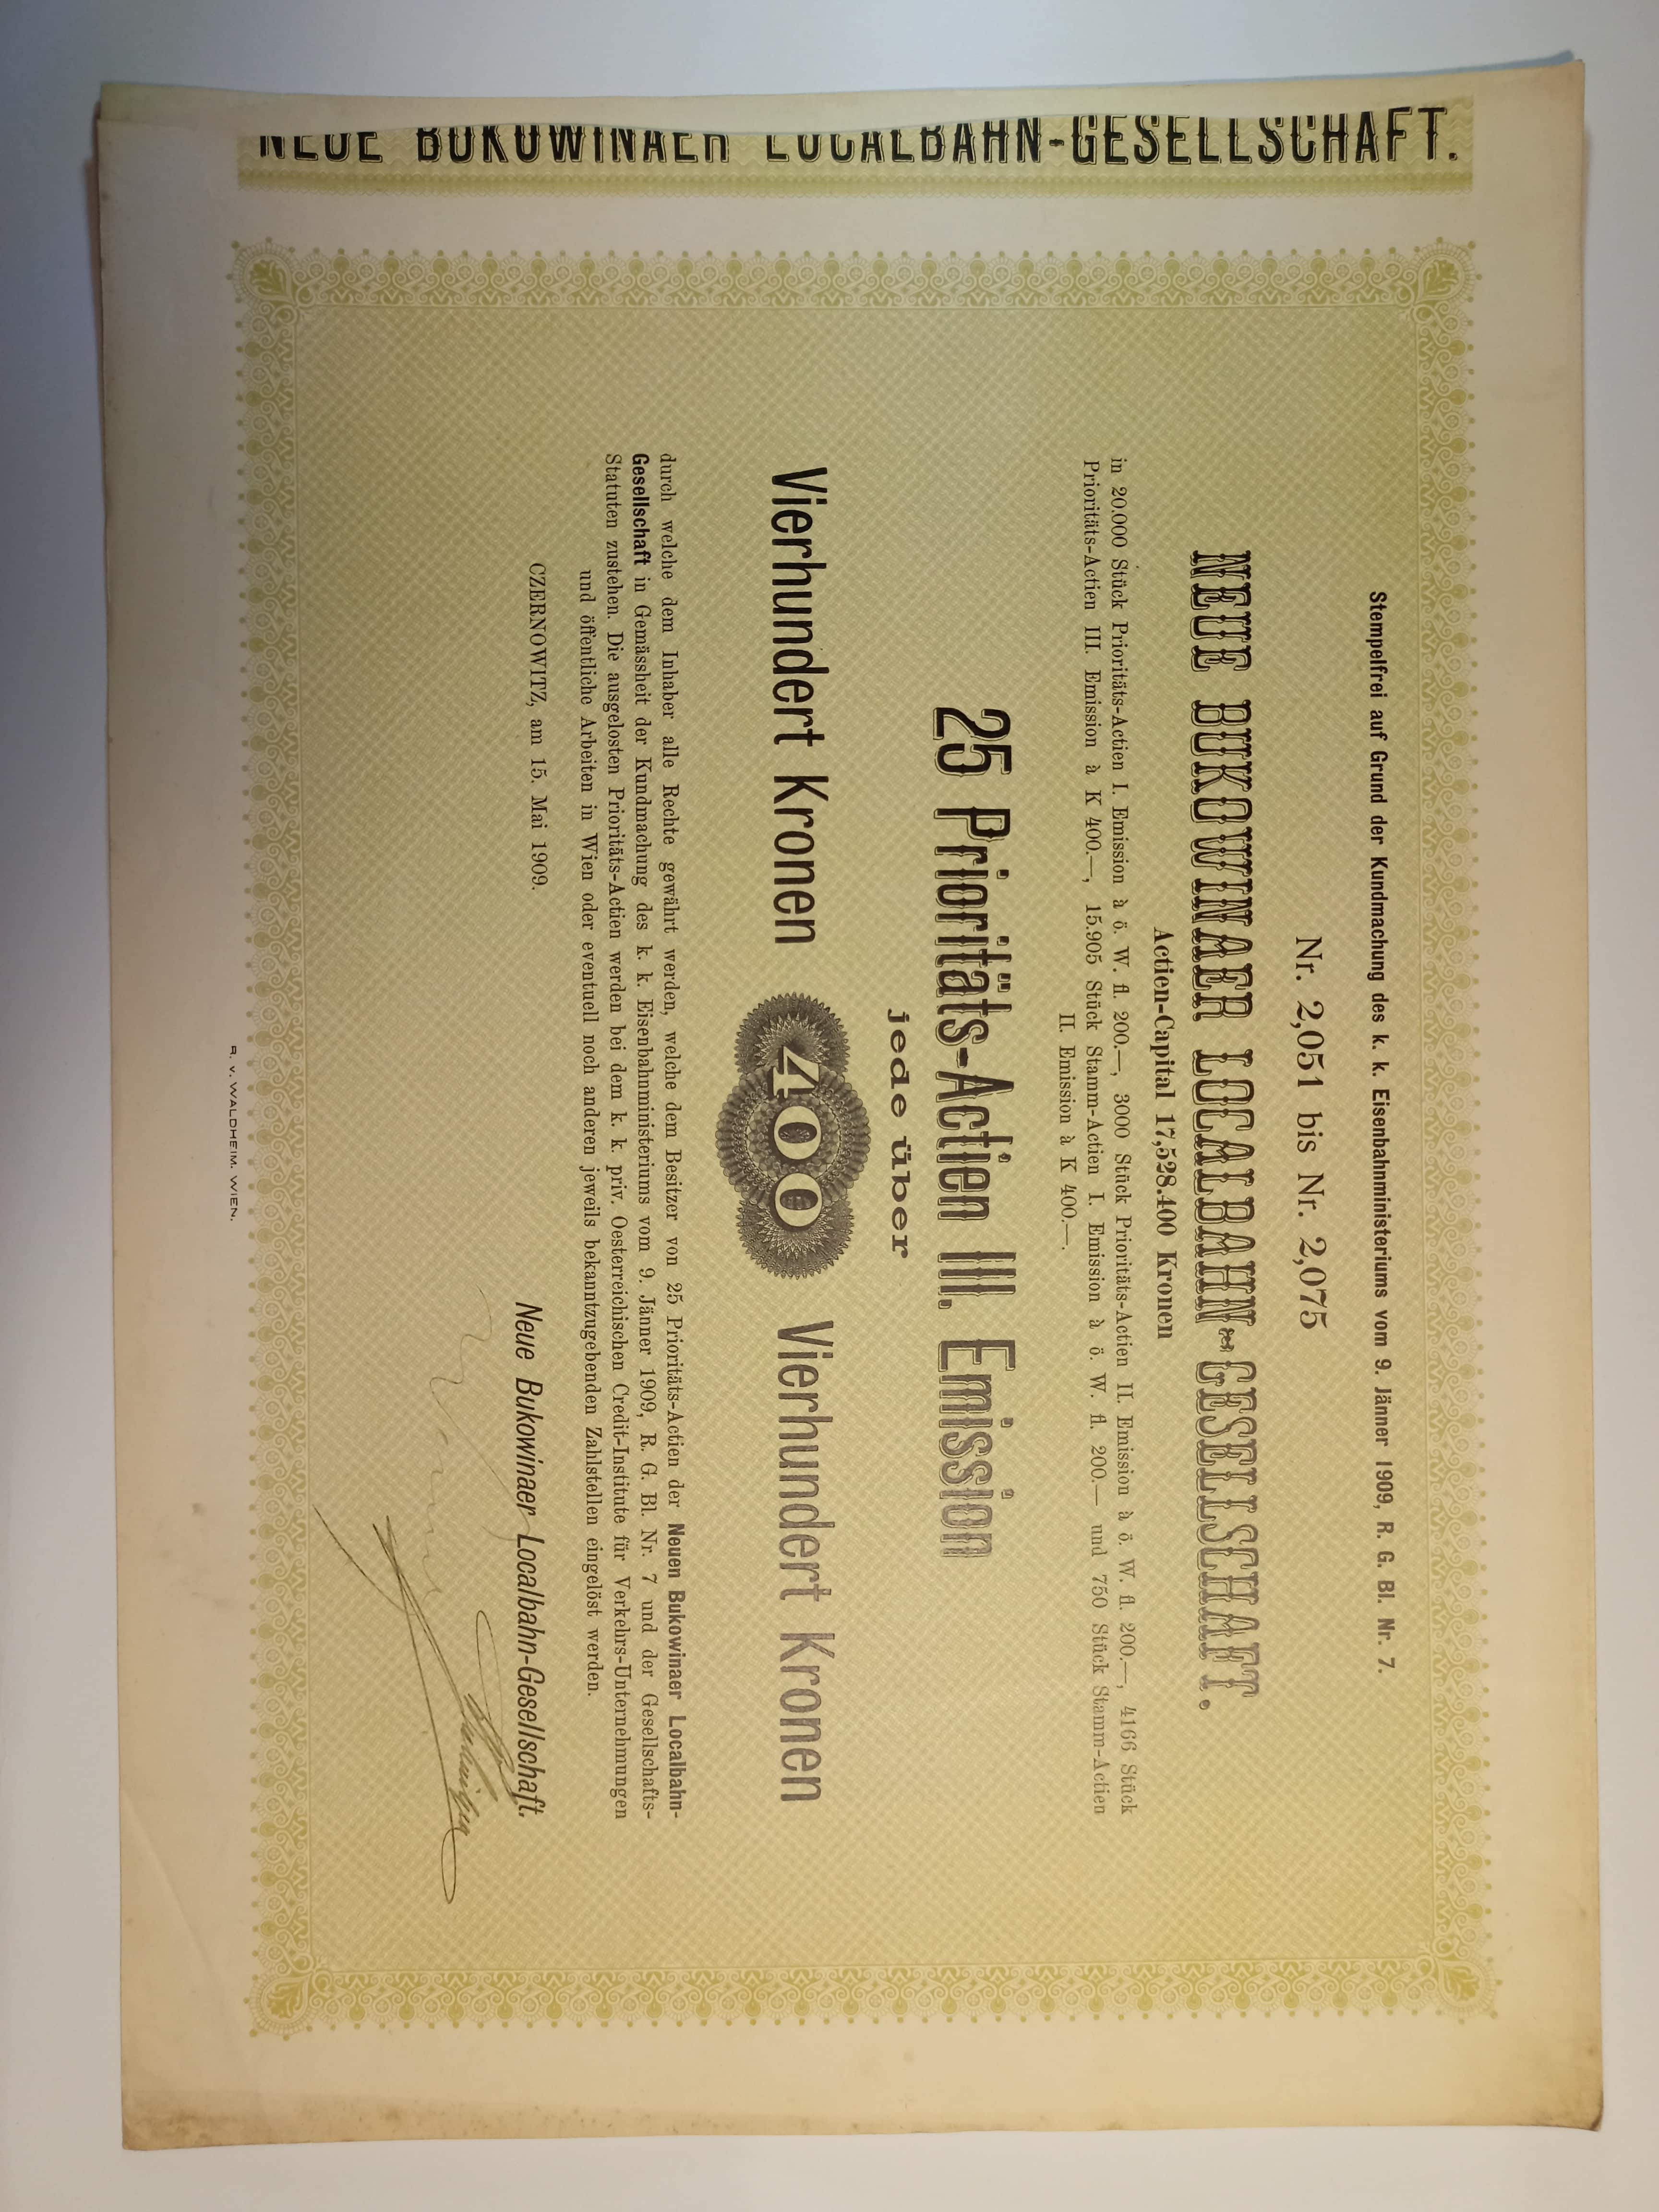 NEUE BUKOWINAER LOCALBAHN-GESELLSCHAFT.
Stempelfrei auf Grund der Kundmachung des k. k. Eisenbahnministeriums vom 9. Jänner 1909, R. G. Bl. Nr. 7.
Nr. 2,051 bis Nr. 2,075
NEUE BUKOWINAER LOCALBAHN-GESELLSCHAFT.
Actien-Capital 17,528.400 Kronen
in 20.000 Stück Prioritäts-Actien I. Emission à ö. W. fl. 200.—, 3000 Stück Prioritäts-Actien II. Emission à ö. W. fl. 200.—, 4166 Stück
Prioritäts-Actien III. Emission à K 400.—, 15.905 Stück Stamm-Actien I. Emission à ö. W. fl. 200.— und 750 Stück Stamm-Actien
II. Emission à K 400.—.
25 Prioritäts-Actien III. Emission
jede über
Vierhundert Kronen 400 Vierhundert Kronen
durch welche dem Inhaber alle Rechte gewährt werden, welche dem Besitzer von 25 Prioritäts-Actien der Neuen Bukowinaer Localbahn-
Gesellschaft in Gemässheit der Kundmachung des k. k. Eisenbahnministeriums vom 9. Jänner 1909, R. G. Bl. Nr. 7 und der Gesellschafts-
Statuten zustehen. Die ausgelosten Prioritäts-Actien werden bei dem k. k. priv. Oesterreichischen Credit-Institute für Verkehrs-Unternehmungen
und öffentliche Arbeiten in Wien oder eventuell noch anderen jeweils bekanntzugebenden Zahlstellen eingelöst werden.
CZERNOWITZ, am 15. Mai 1909.
Neue Bukowinaer Localbahn-Gesellschaft.
R. v. WALDHEIM. WIEN.